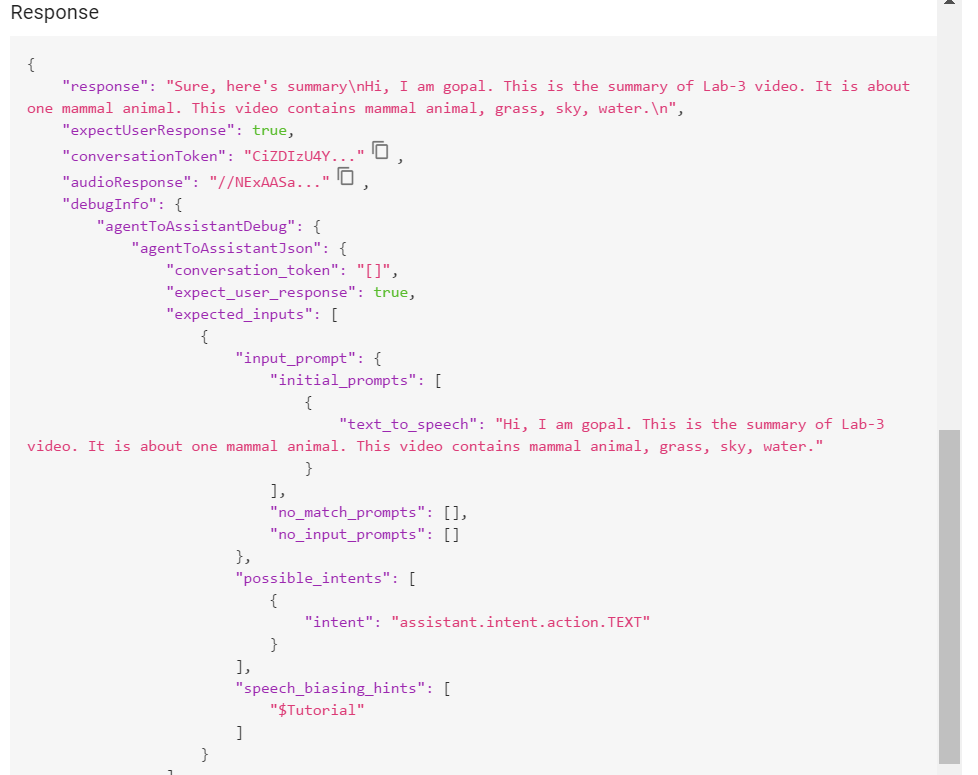 Response
{
"response": "Sure, here's summary\nHi, I am gopal. This is the summary of Lab-3 video. It is about
one mammal animal. This video contains mammal animal, grass, sky, water.\n",
"expectUserResponse": true,
"conversationToken": "CiZDIzU4Y..." ,
"audioResponse": "//NExAASa..." ,
"debugInfo": {
"agentToAssistantDebug": {
"agentToAssistantJson": {
"conversation_token": "[]",
"expect_user_response": true,
"expected_inputs": [
{
"input_prompt": {
"initial_prompts": [
{
"text_to_speech": "Hi, I am gopal. This is the summary of Lab-3
video. It is about one mammal animal. This video contains mammal animal, grass, sky, water."
}
],
"no_match_prompts": [],
"no_input_prompts": []
},
"possible_intents": [
{
"intent": "assistant.intent.action.TEXT"
}
],
"speech_biasing_hints": [
"$Tutorial"
]
}
]